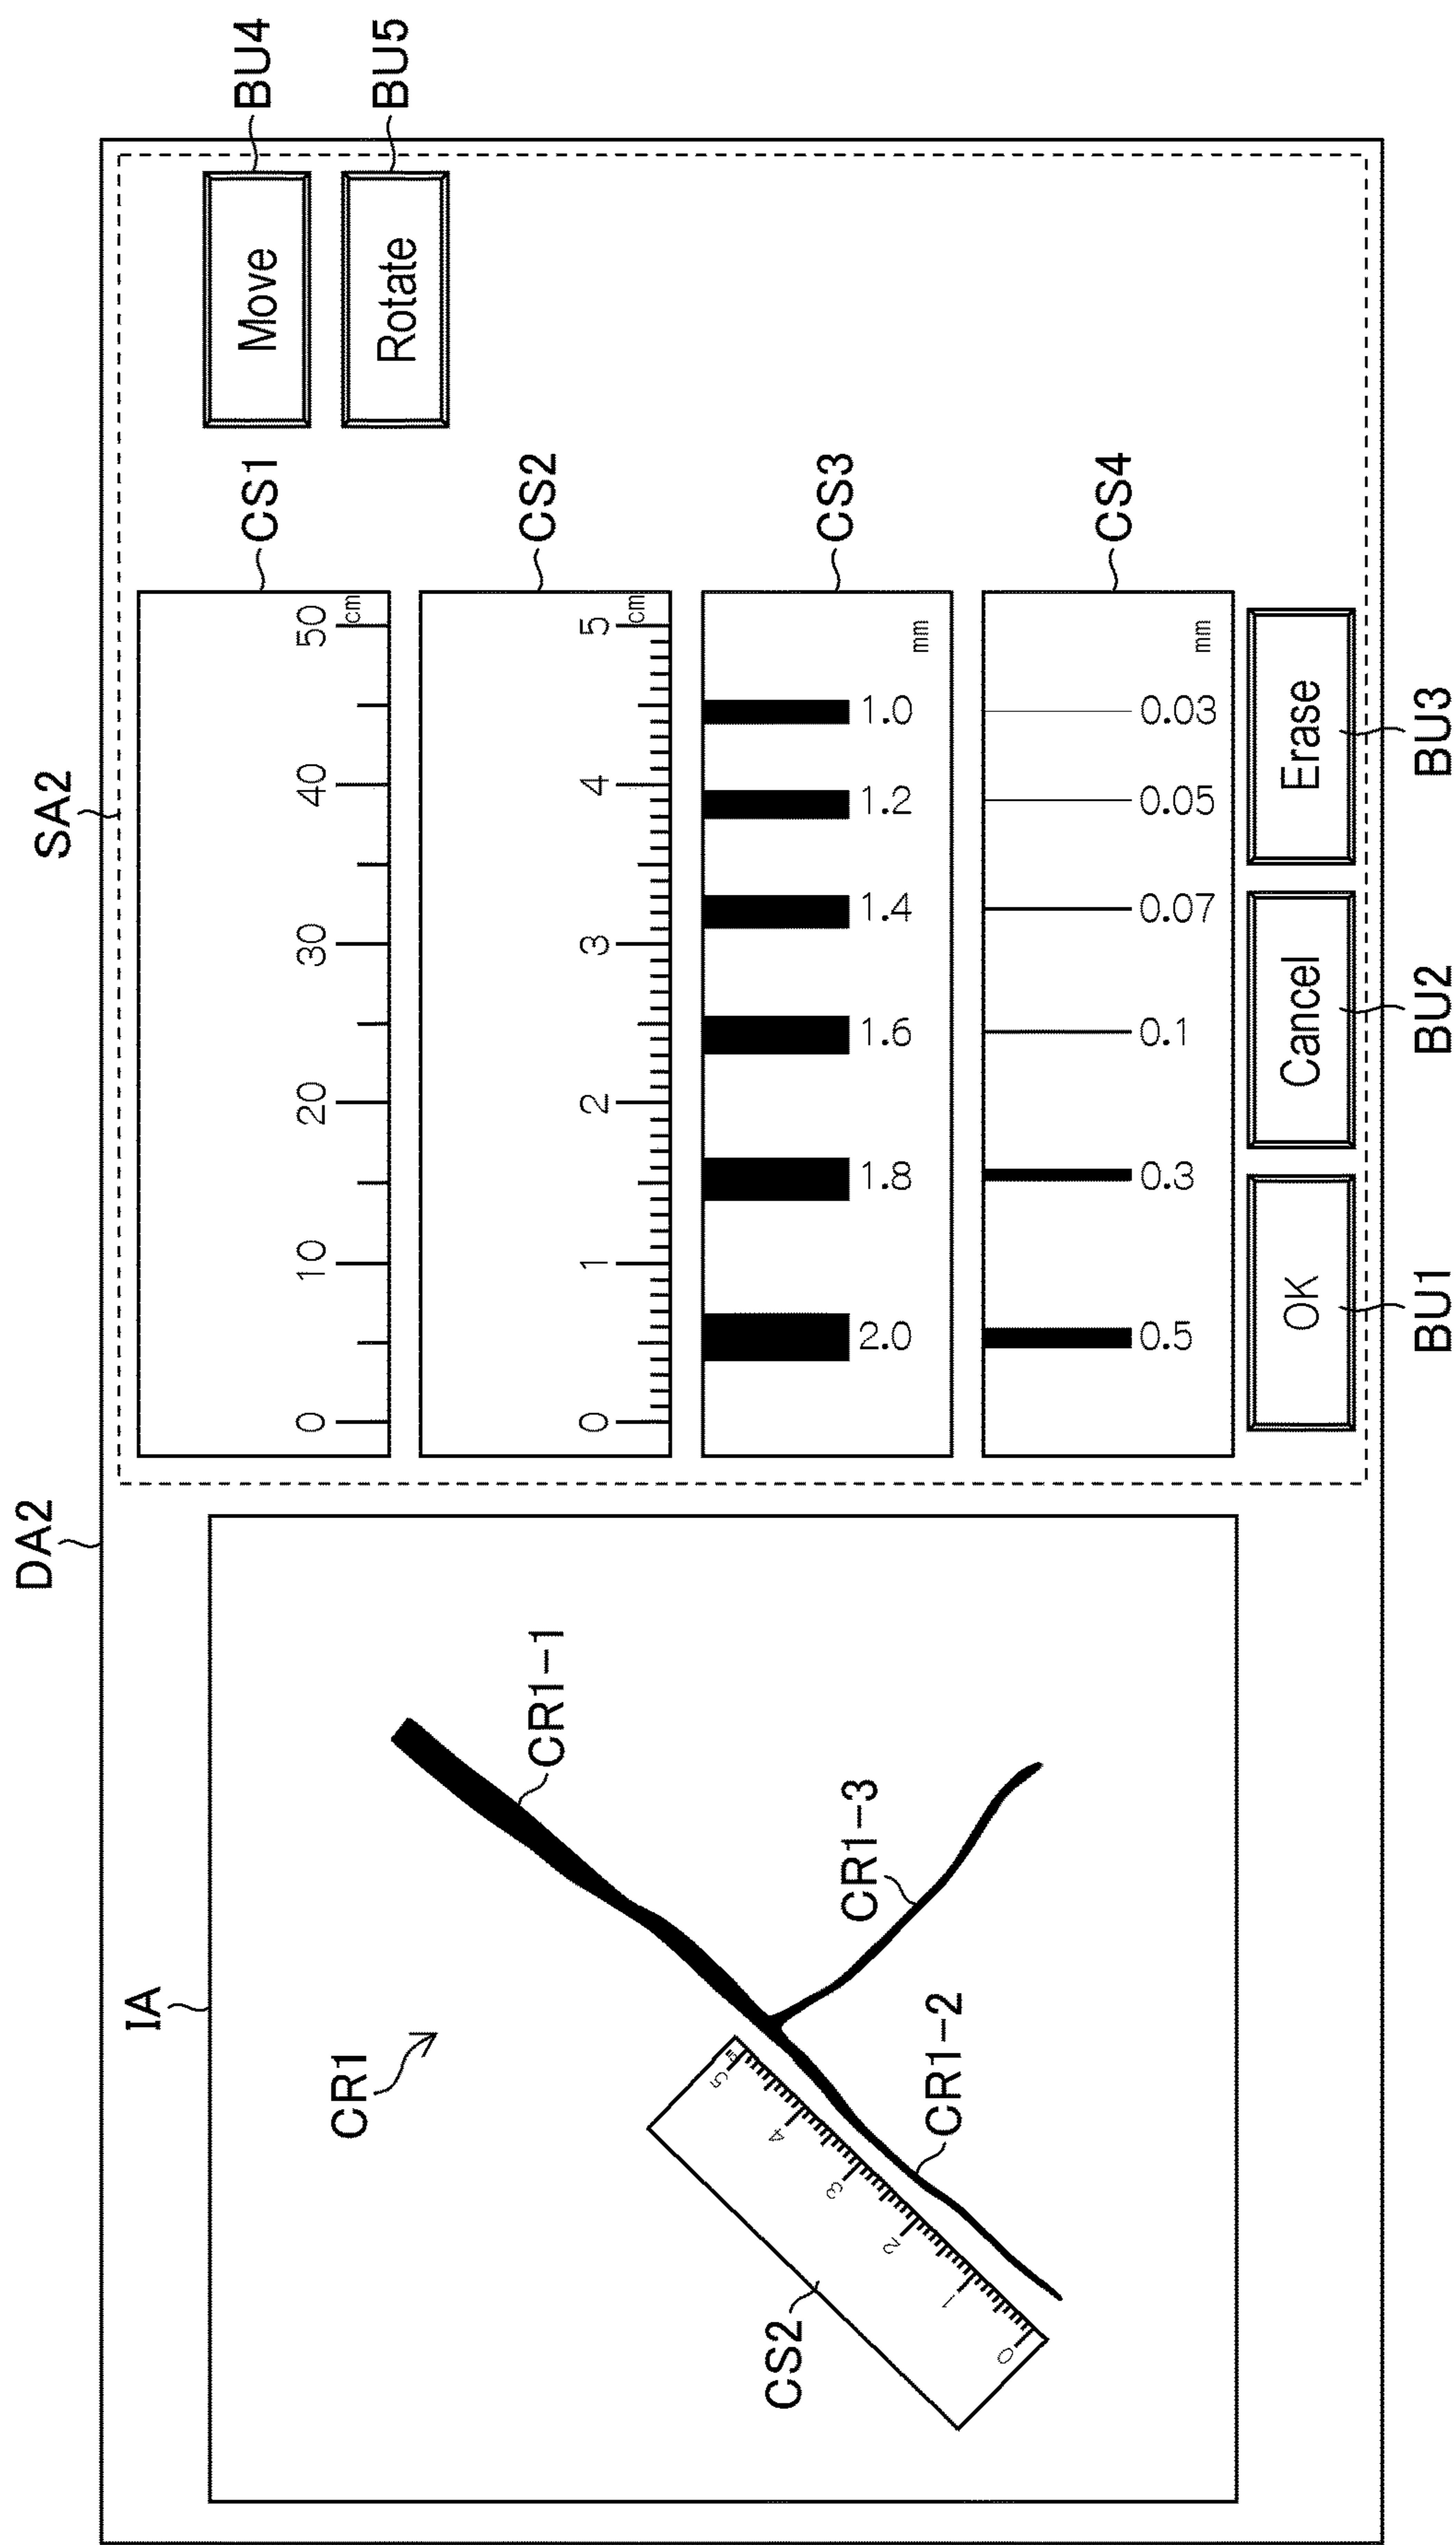 DA2
SA2
IA
CR1
CR1-1
CR1-3
CR1-2
CS2
0 1 2 3 4 5
cm
0 10 20 30 40 50
cm
CS1
0 1 2 3 4 5
cm
CS2
2.0 1.8 1.6 1.4 1.2 1.0
mm
CS3
0.5 0.3 0.1 0.07 0.05 0.03
mm
CS4
Move
BU4
Rotate
BU5
OK Cancel Erase
BU1 BU2 BU3